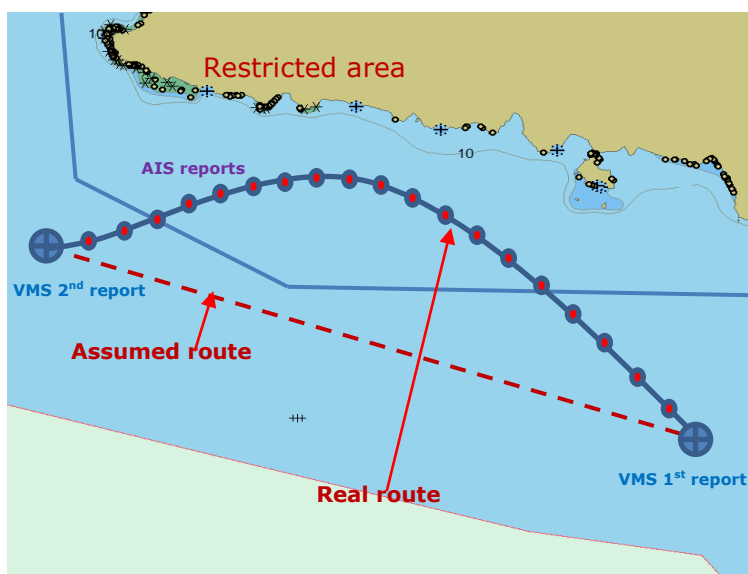 10
Restricted area
10
AIS reports
VMS 2nd report
Assumed route
VMS 1st report
Real route